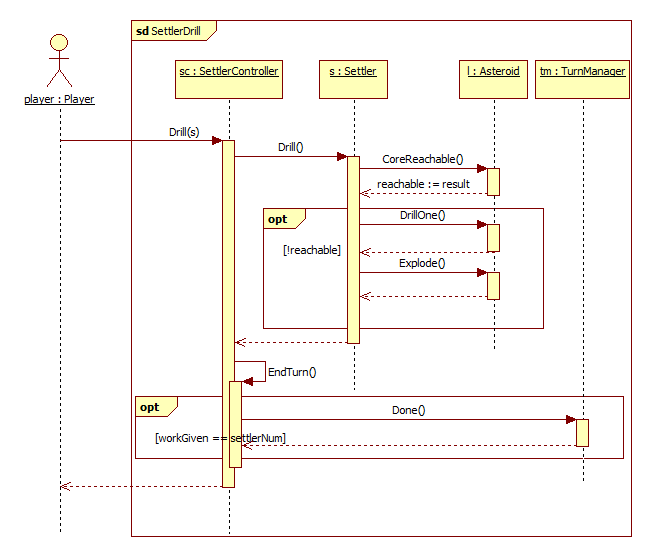 sd SettlerDrill
player : Player
sc : SettlerController
s : Settler
l : Asteroid
tm : TurnManager
Drill(s)
Drill()
CoreReachable()
reachable := result
opt
DrillOne()
[!reachable]
Explode()
EndTurn()
opt
Done()
[workGiven == settlerNum]